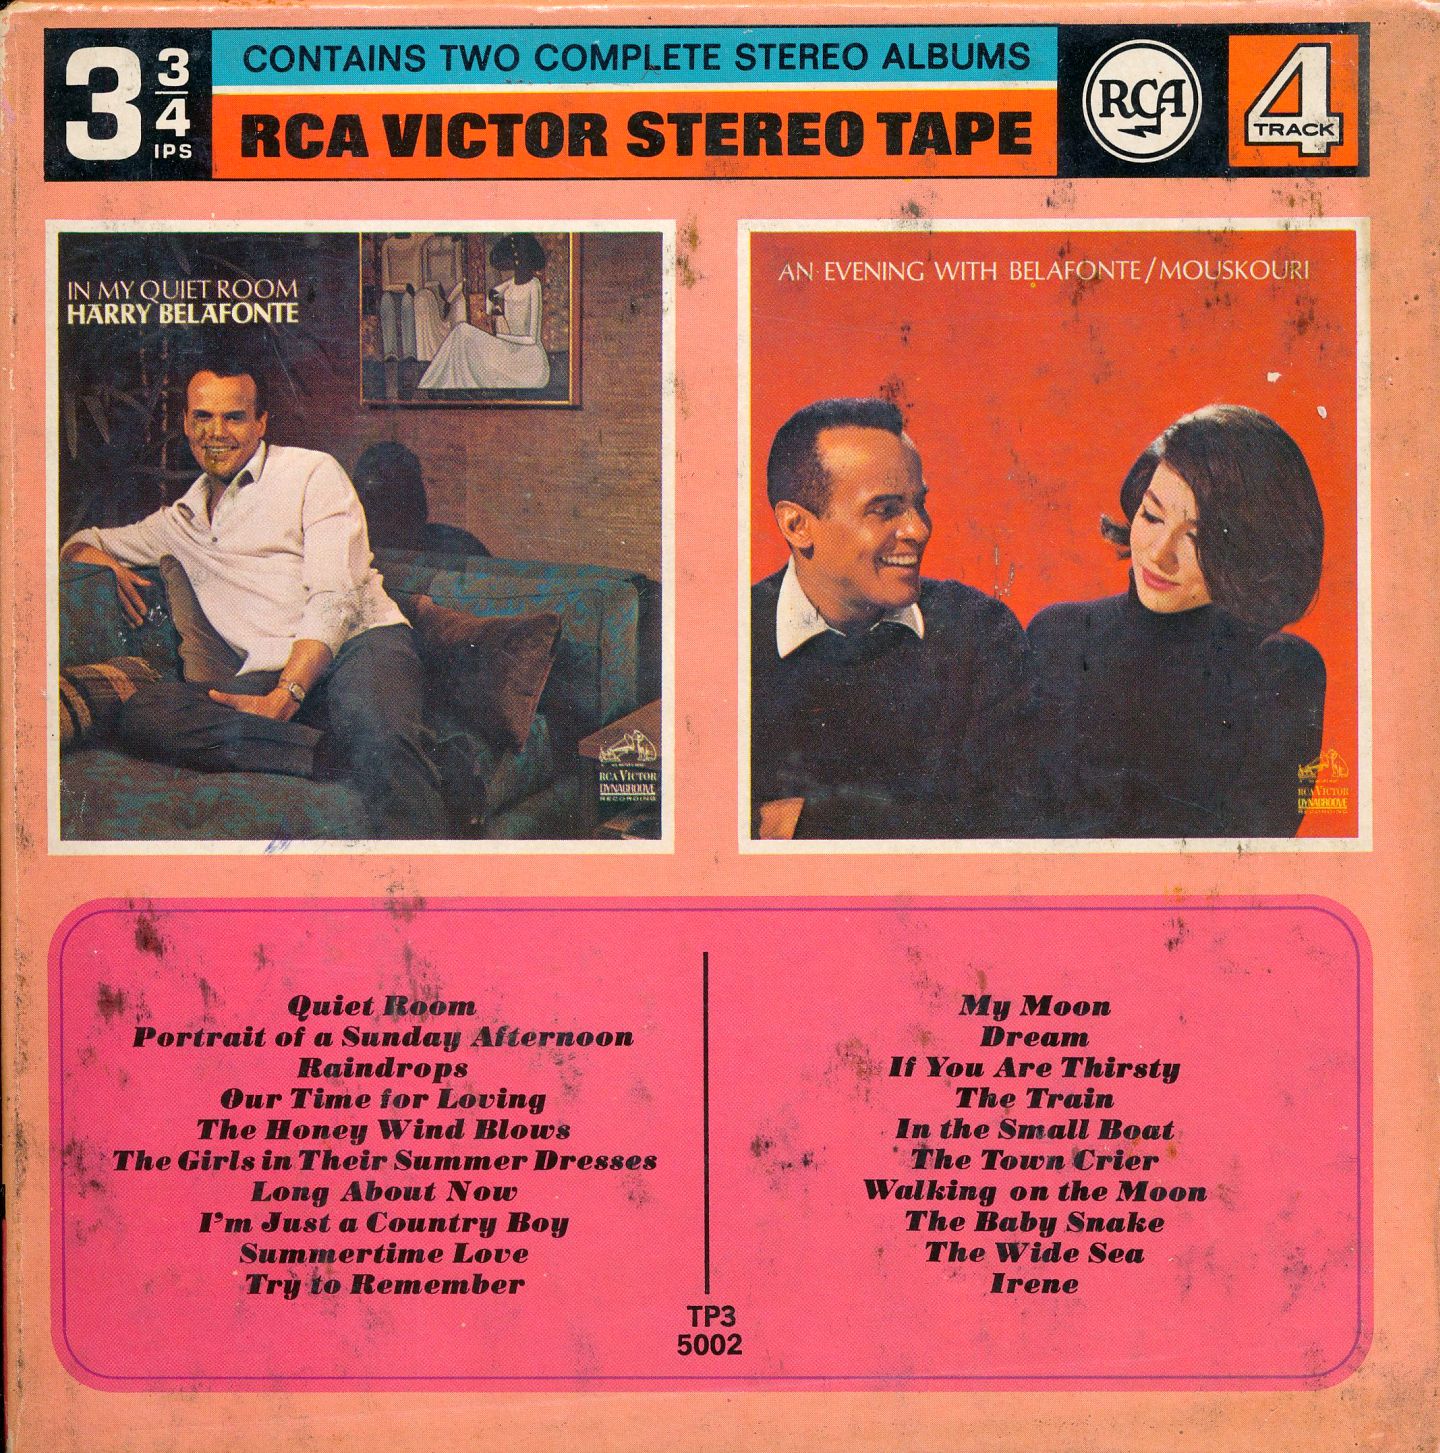 3 3/4 IPS
CONTAINS TWO COMPLETE STEREO ALBUMS
RCA VICTOR STEREO TAPE
RCA
4 TRACK
IN MY QUIET ROOM
HARRY BELAFONTE
RCA VICTOR
DYNAGROOVE
RECORDING
AN EVENING WITH BELAFONTE/MOUSKOURI
RCA VICTOR
DYNAGROOVE
RECORDING
Quiet Room
Portrait of a Sunday Afternoon
Raindrops
Our Time for Loving
The Honey Wind Blows
The Girls in Their Summer Dresses
Long About Now
I'm Just a Country Boy
Summertime Love
Try to Remember
My Moon
Dream
If You Are Thirsty
The Train
In the Small Boat
The Town Crier
Walking on the Moon
The Baby Snake
The Wide Sea
Irene
TP3
5002